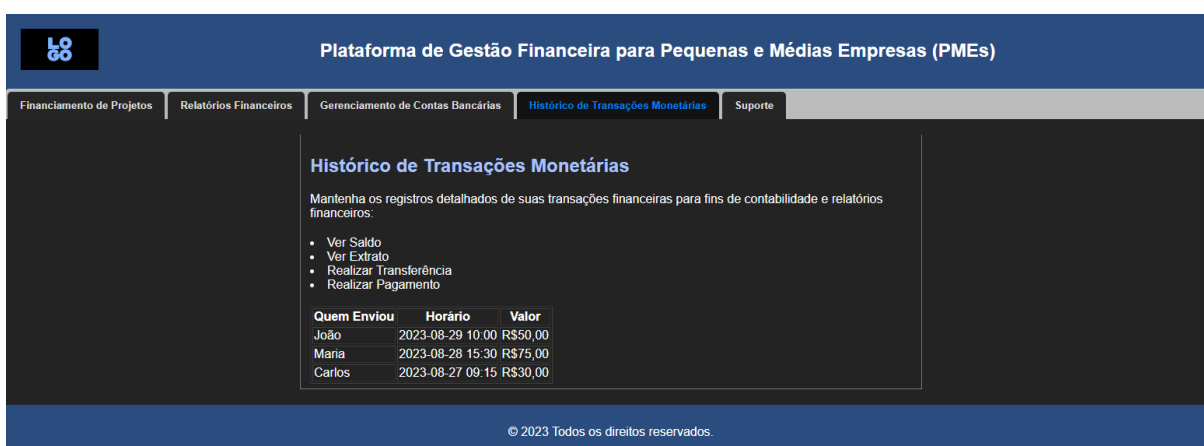 LO
GO
Plataforma de Gestão Financeira para Pequenas e Médias Empresas (PMEs)
Financiamento de Projetos Relatórios Financeiros Gerenciamento de Contas Bancárias Histórico de Transações Monetárias Suporte
Histórico de Transações Monetárias
Mantenha os registros detalhados de suas transações financeiras para fins de contabilidade e relatórios
financeiros:
• Ver Saldo
• Ver Extrato
• Realizar Transferência
• Realizar Pagamento
Quem Enviou Horário Valor
João 2023-08-29 10:00 R$50,00
Maria 2023-08-28 15:30 R$75,00
Carlos 2023-08-27 09:15 R$30,00
© 2023 Todos os direitos reservados.